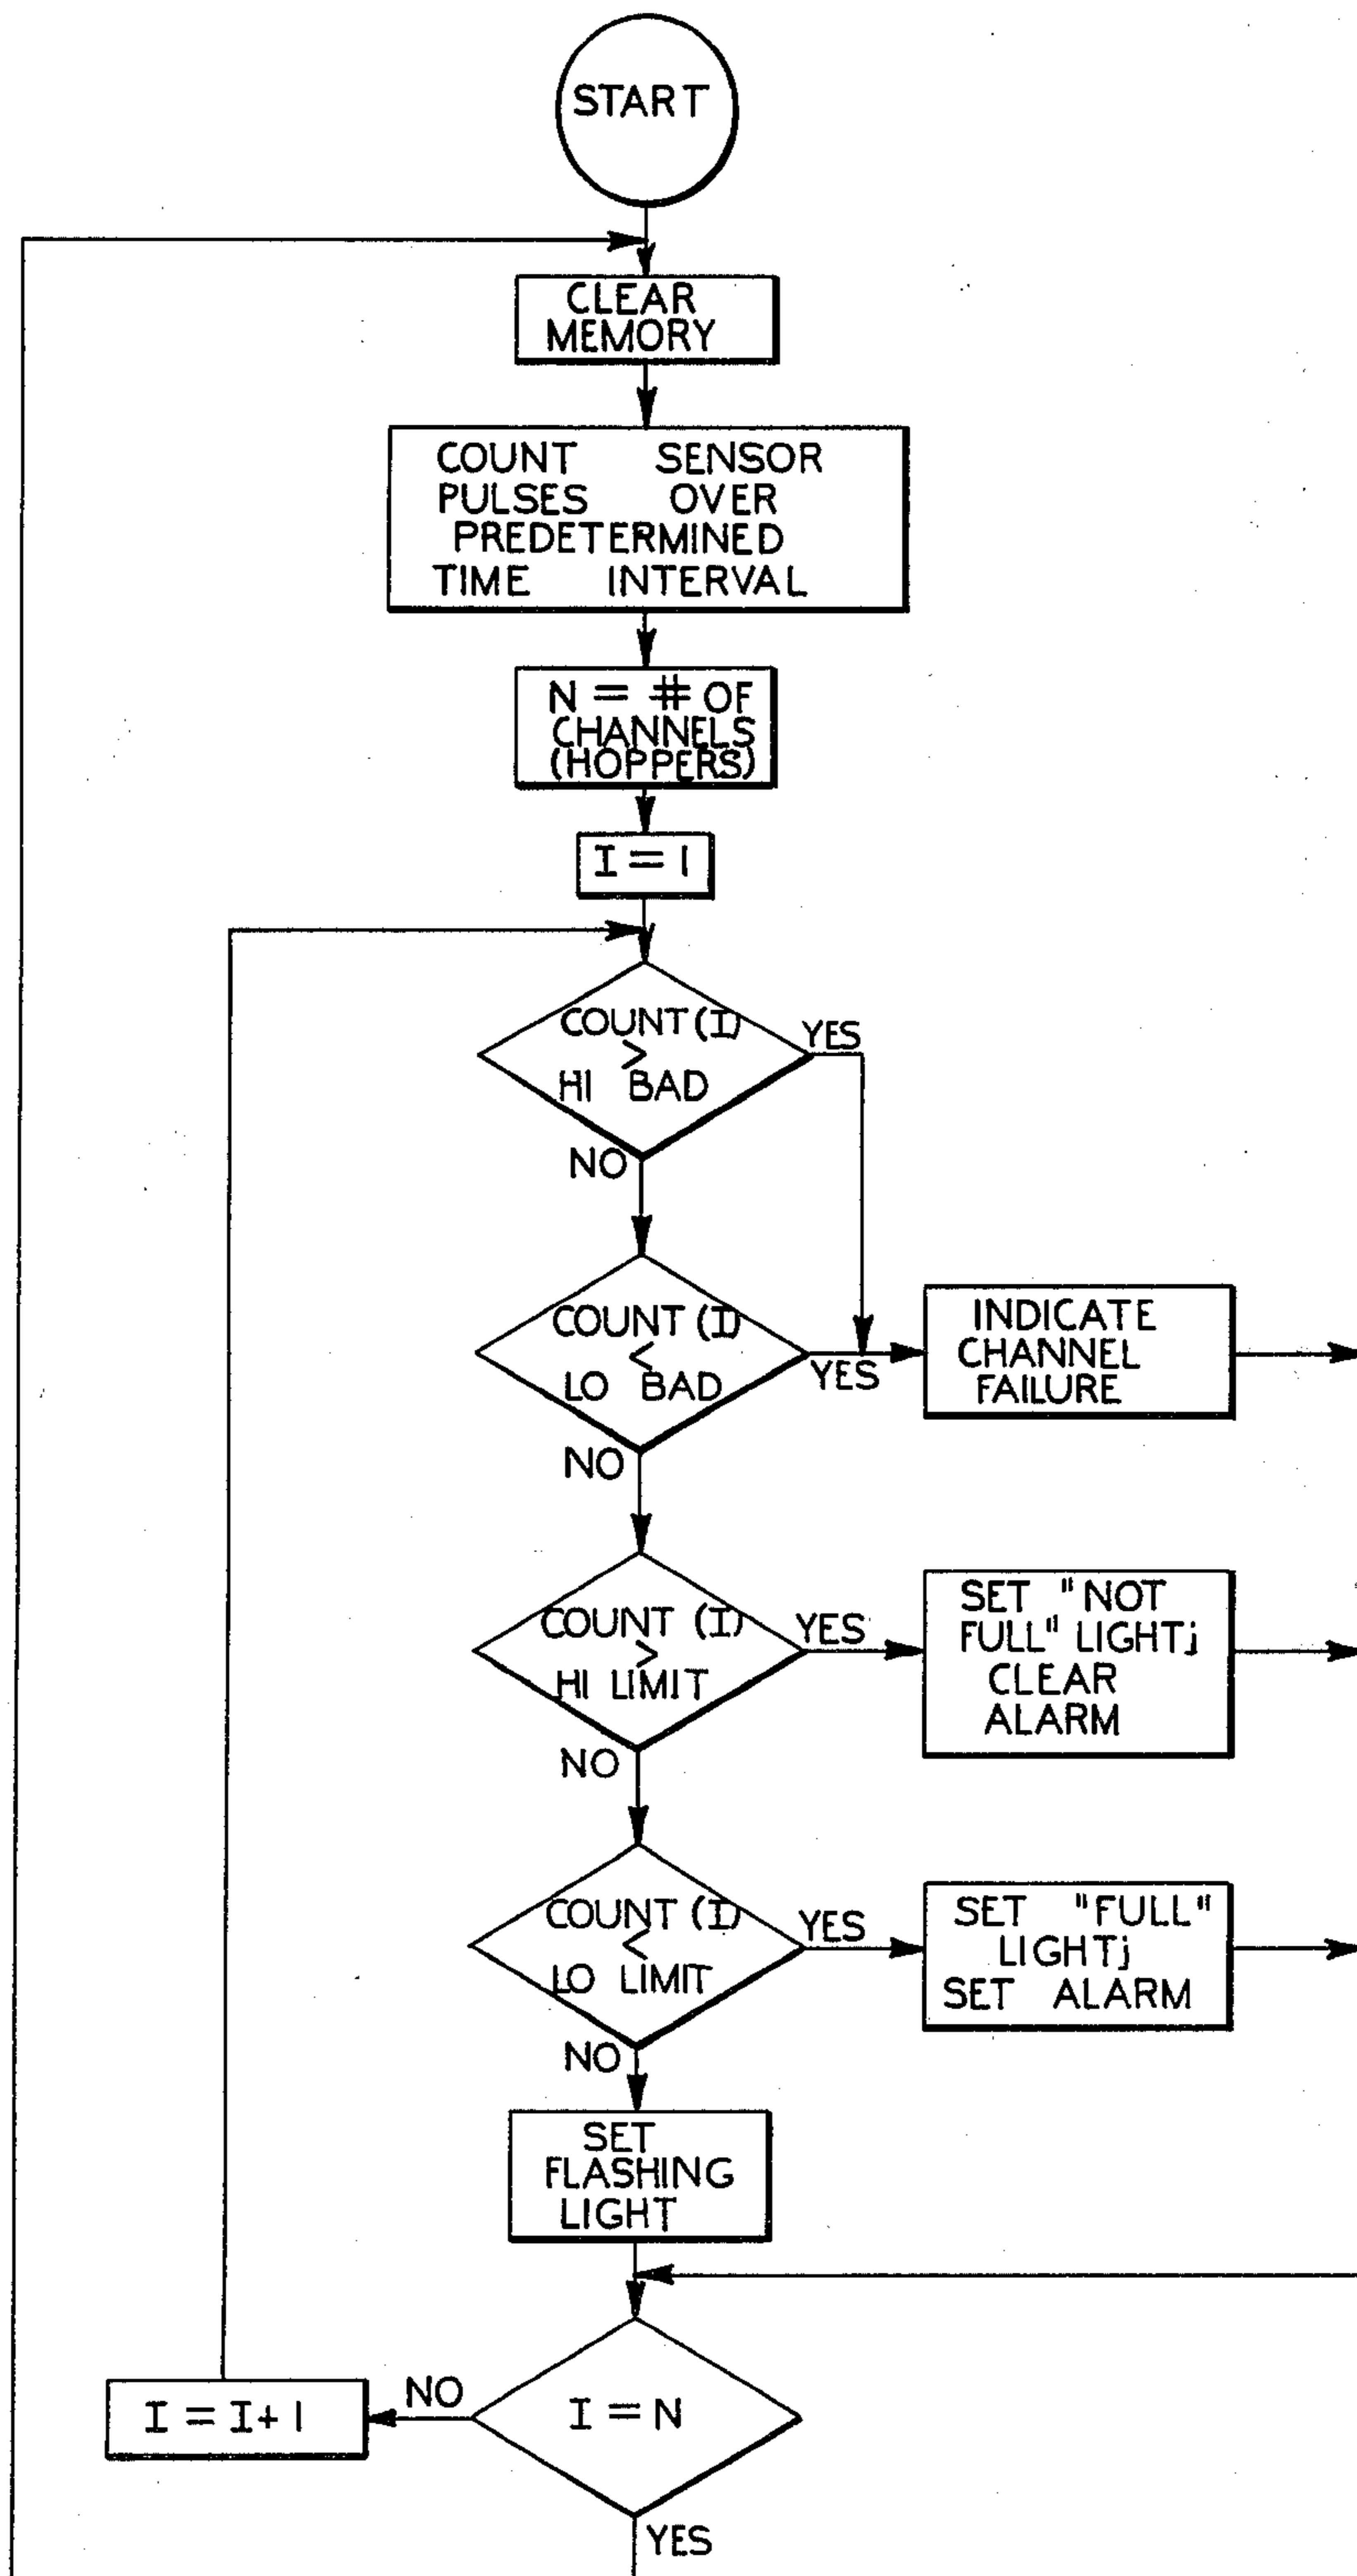 START
CLEAR
MEMORY
COUNT SENSOR
PULSES OVER
PREDETERMINED
TIME INTERVAL
N = # OF
CHANNELS
(HOPPERS)
I = 1
COUNT (I)
>
HI BAD
YES
NO
COUNT (I)
<
LO BAD
YES
INDICATE
CHANNEL
FAILURE
NO
COUNT (I)
>
HI LIMIT
YES
SET "NOT
FULL" LIGHT;
CLEAR
ALARM
NO
COUNT (I)
<
LO LIMIT
YES
SET "FULL"
LIGHT;
SET ALARM
NO
SET
FLASHING
LIGHT
I = N
NO
I = I + 1
YES